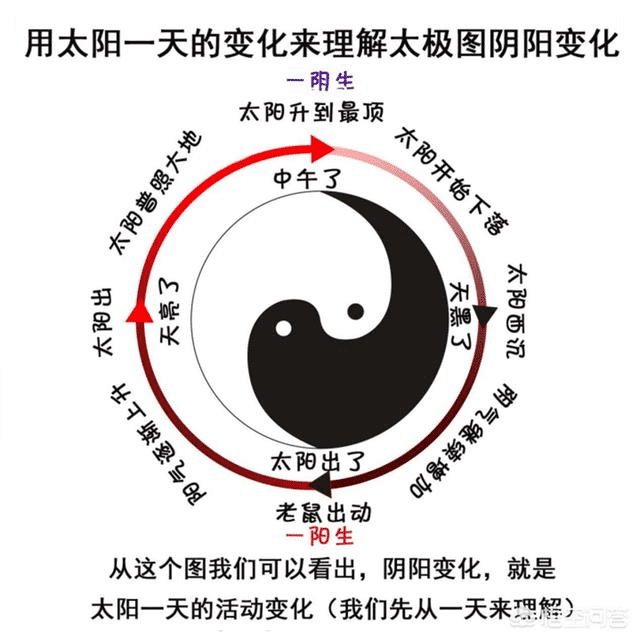 用太阳一天的变化来理解太极图阴阳变化
一阴生
太阳升到最顶
太阳普照大地
太阳开始下落
中午了
太阳出
天亮了
天黑了
太阳西沉
阳气逐渐上升
阳气继续增加
太阳出了
老鼠出动
一阳生
从这个图我们可以看出，阴阳变化，就是
太阳一天的活动变化（我们先从一天来理解）
悟空问答